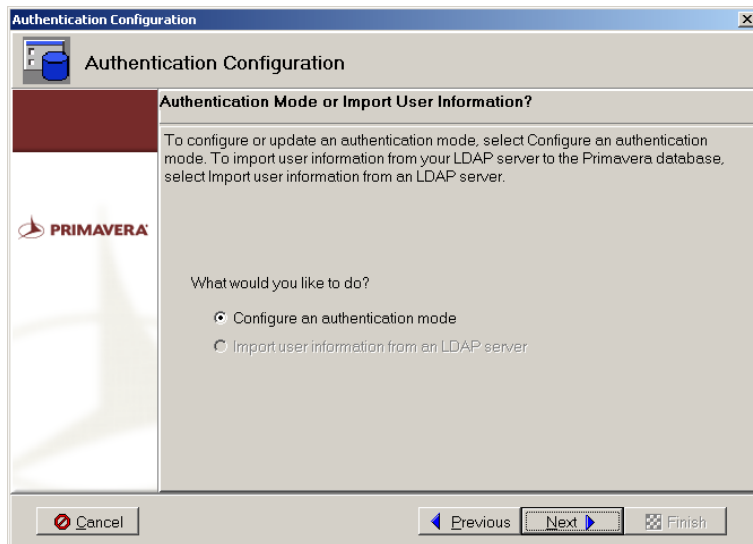 Authentication Configuration
Authentication Configuration
Authentication Mode or Import User Information?
To configure or update an authentication mode, select Configure an authentication
mode. To import user information from your LDAP server to the Primavera database,
select Import user information from an LDAP server.
PRIMAVERA
What would you like to do?
Configure an authentication mode
Import user information from an LDAP server
Cancel
Previous
Next
Finish